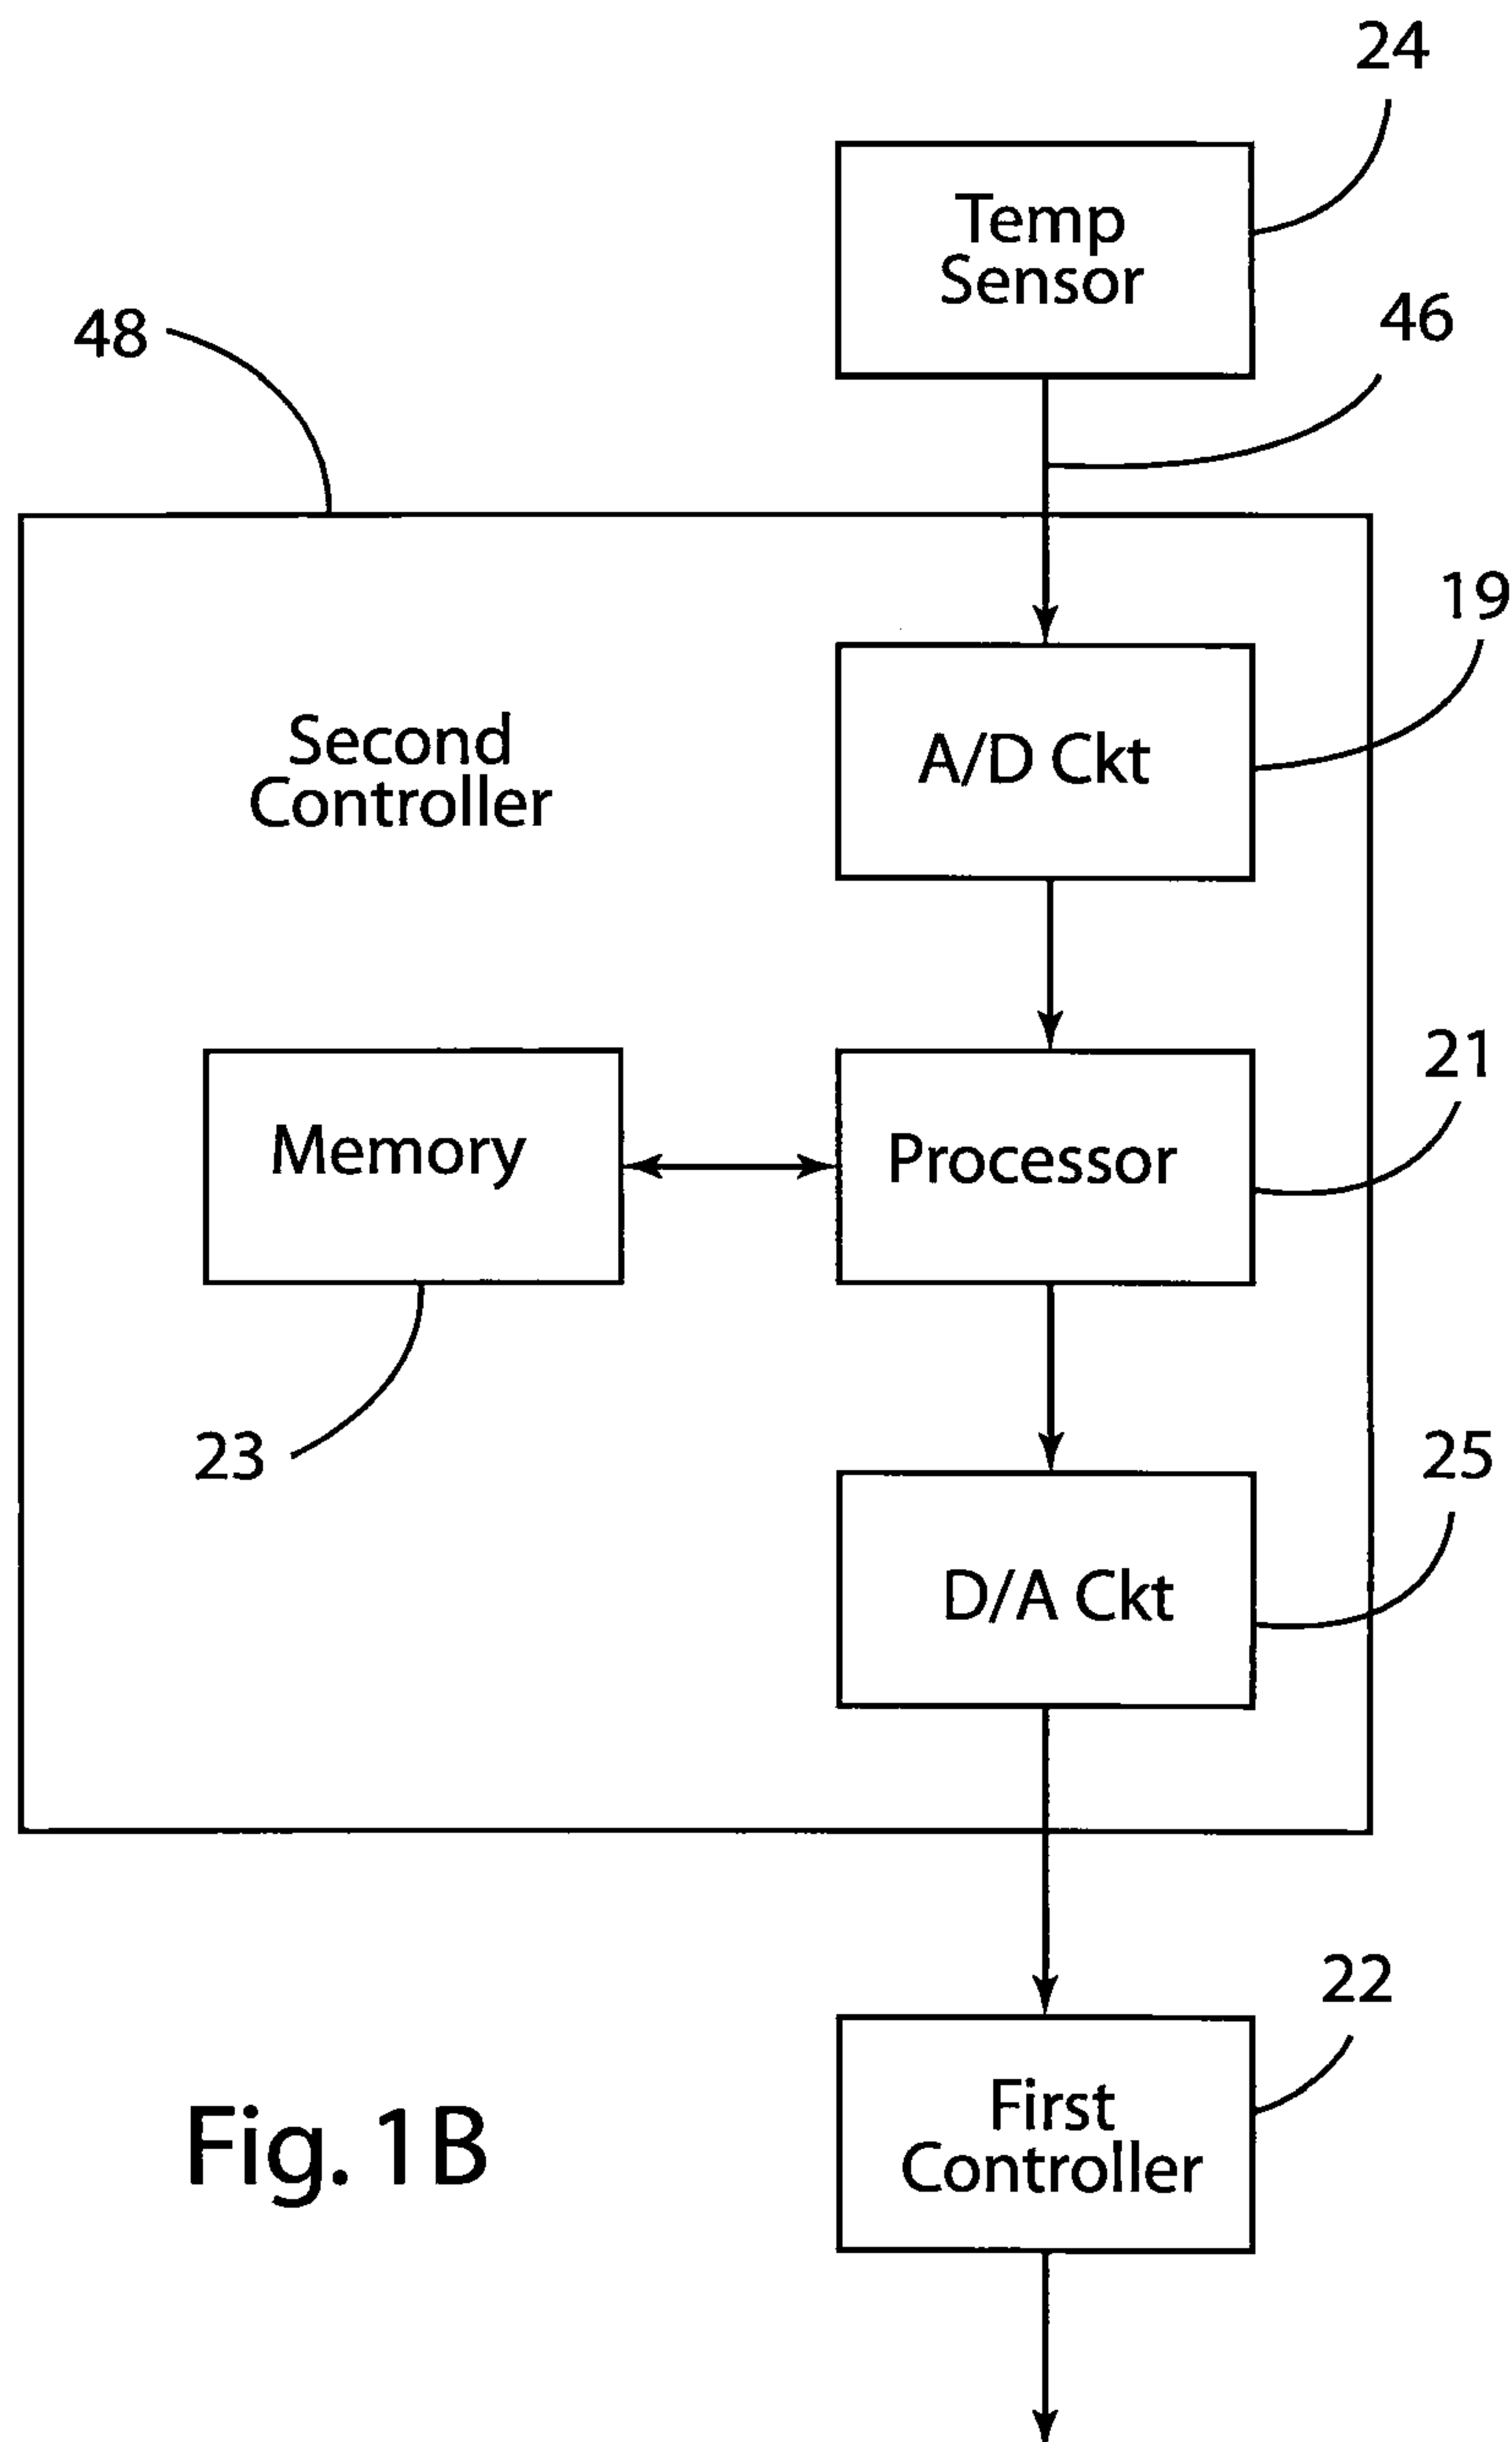 24
Temp
Sensor
46
48
19
Second
Controller
A/D Ckt
21
Memory
Processor
23
25
D/A Ckt
22
First
Controller
Fig. 1B